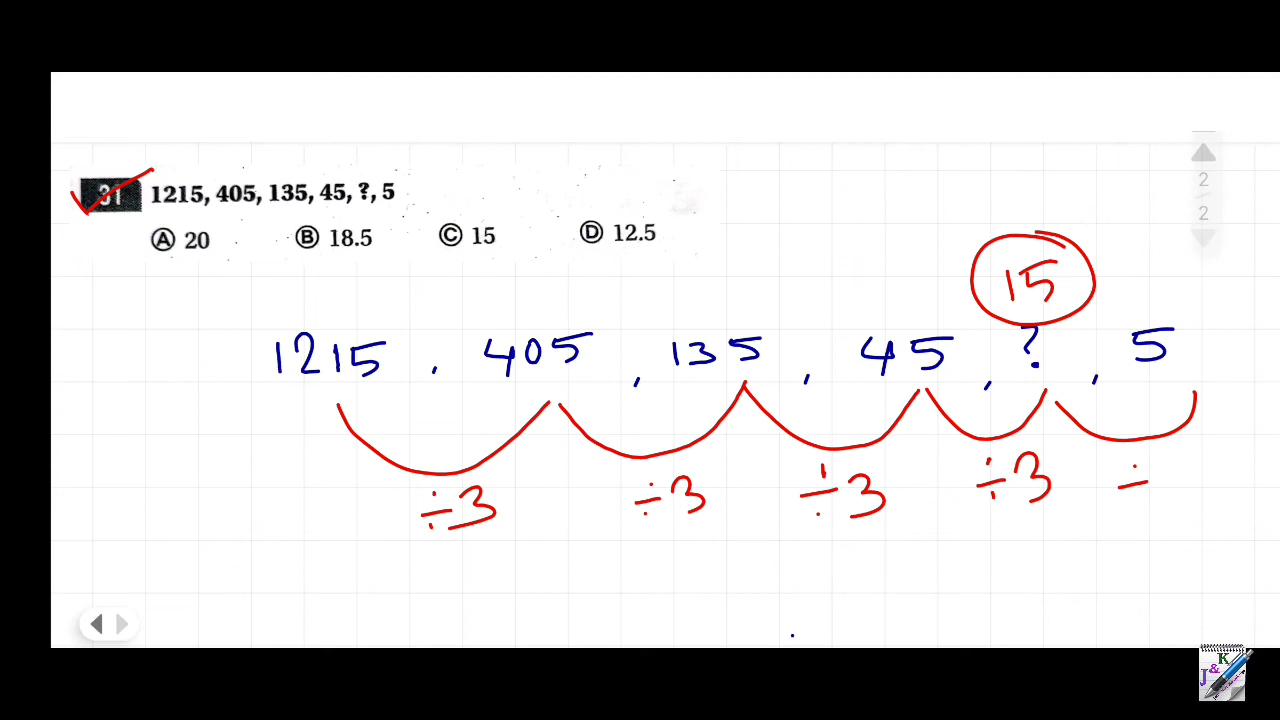 31 1215, 405, 135, 45, ?, 5
Ⓐ 20 Ⓑ 18.5 Ⓒ 15 Ⓓ 12.5
2
2
15
1215 , 405 , 135 , 45 , ? , 5
÷3 ÷3 ÷3 ÷3 ÷
J&K